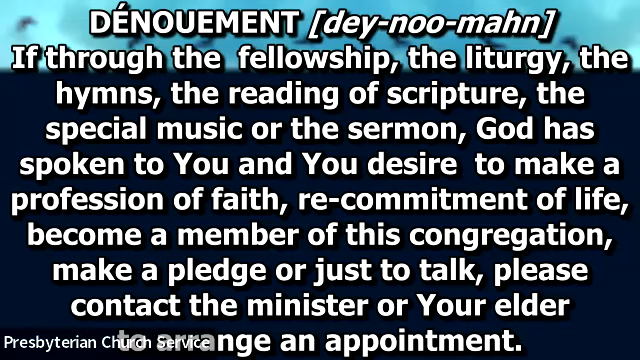 DÉNOUEMENT [dey-noo-mahn]
If through the fellowship, the liturgy, the
hymns, the reading of scripture, the
special music or the sermon, God has
spoken to You and You desire to make a
profession of faith, re-commitment of life,
become a member of this congregation,
make a pledge or just to talk, please
contact the minister or Your elder
to arrange an appointment.
Presbyterian Church Service